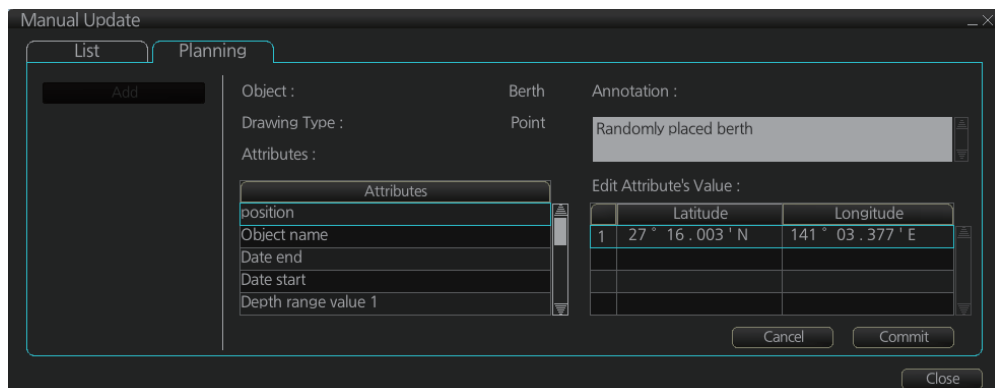 Manual Update
List Planning
Add
Object : Berth
Drawing Type : Point
Attributes :
Attributes
position
Object name
Date end
Date start
Depth range value 1
Annotation :
Randomly placed berth
Edit Attribute's Value :
Latitude Longitude
1 27 ° 16 . 003 ' N 141 ° 03 . 377 ' E
Cancel Commit
Close